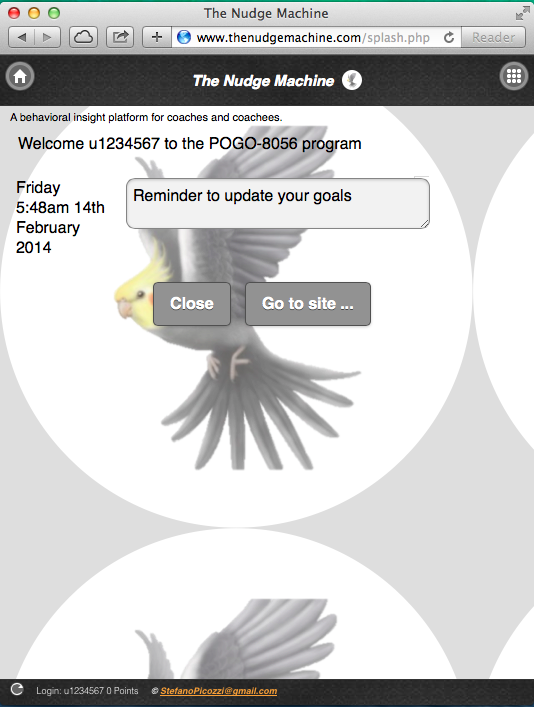 The Nudge Machine
www.thenudgemachine.com/splash.php
Reader
The Nudge Machine
A behavioral insight platform for coaches and coachees.
Welcome u1234567 to the POGO-8056 program
Friday
5:48am 14th
February
2014
Reminder to update your goals
Close
Go to site ...
Login: u1234567 0 Points
© StefanoPicozzi@gmail.com